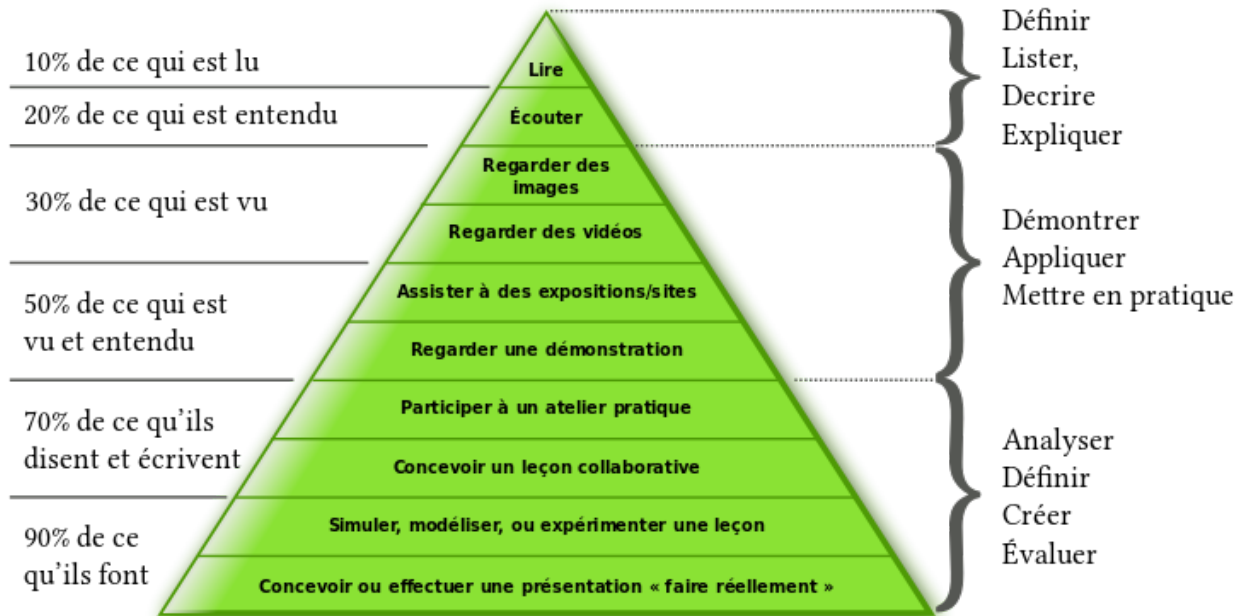 10% de ce qui est lu
20% de ce qui est entendu
30% de ce qui est vu
50% de ce qui est
vu et entendu
70% de ce qu’ils
disent et écrivent
90% de ce
qu’ils font
Lire
Écouter
Regarder des
images
Regarder des vidéos
Assister à des expositions/sites
Regarder une démonstration
Participer à un atelier pratique
Concevoir un leçon collaborative
Simuler, modéliser, ou expérimenter une leçon
Concevoir ou effectuer une présentation « faire réellement »
Définir
Lister,
Decrire
Expliquer
Démontrer
Appliquer
Mettre en pratique
Analyser
Définir
Créer
Évaluer